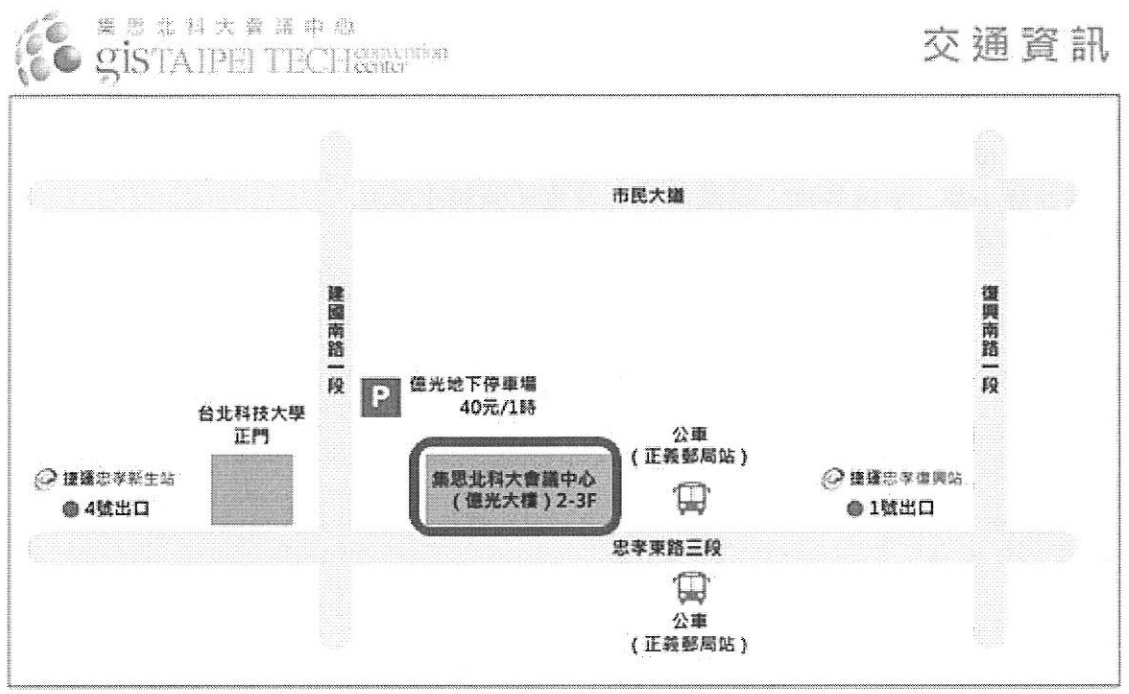 集思北科大會議中心
gisTAIPEI TECH convention center
交通資訊
市民大道
建國南路一段
復興南路一段
P
億光地下停車場
40元/1時
台北科技大學
正門
公車
(正義郵局站)
捷運忠孝新生站
4號出口
集思北科大會議中心
(億光大樓)2-3F
捷運忠孝復興站
1號出口
忠孝東路三段
公車
(正義郵局站)